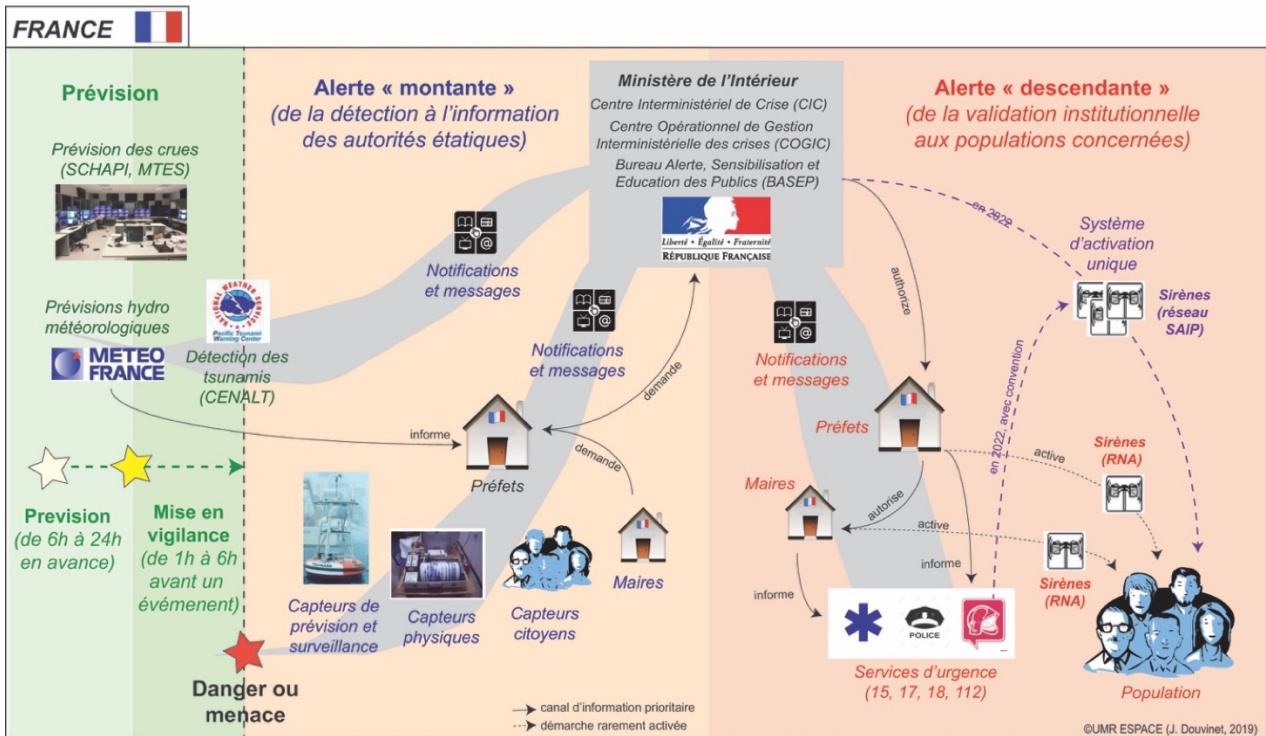 FRANCE
Prévision
Prévision des crues
(SCHAPI, MTES)
Prévisions hydro
météorologiques
METEO
FRANCE
NATIONAL WEATHER SERVICE
Pacific Tsunami
Warning Center
Détection des
tsunamis
(CENALT)
Prevision
(de 6h à 24h
en avance)
Mise en
vigilance
(de 1h à 6h
avant un
événement)
Danger ou
menace
Alerte « montante »
(de la détection à l'information
des autorités étatiques)
Notifications
et messages
Notifications
et messages
informe
demande
demande
Préfets
Maires
Capteurs de
prévision et
surveillance
Capteurs
physiques
Capteurs
citoyens
canal d'information prioritaire
démarche rarement activée
Ministère de l'Intérieur
Centre Interministériel de Crise (CIC)
Centre Opérationnel de Gestion
Interministérielle des crises (COGIC)
Bureau Alerte, Sensibilisation et
Education des Publics (BASEP)
Liberté • Égalité • Fraternité
RÉPUBLIQUE FRANÇAISE
Alerte « descendante »
(de la validation institutionnelle
aux populations concernées)
en 2022
Système
d'activation
unique
Sirènes
(réseau
SAIP)
authorize
Notifications
et messages
en 2022, avec convention
Préfets
Maires
autorise
active
active
Sirènes
(RNA)
Sirènes
(RNA)
informe
informe
POLICE
Services d'urgence
(15, 17, 18, 112)
Population
©UMR ESPACE (J. Douvinet, 2019)